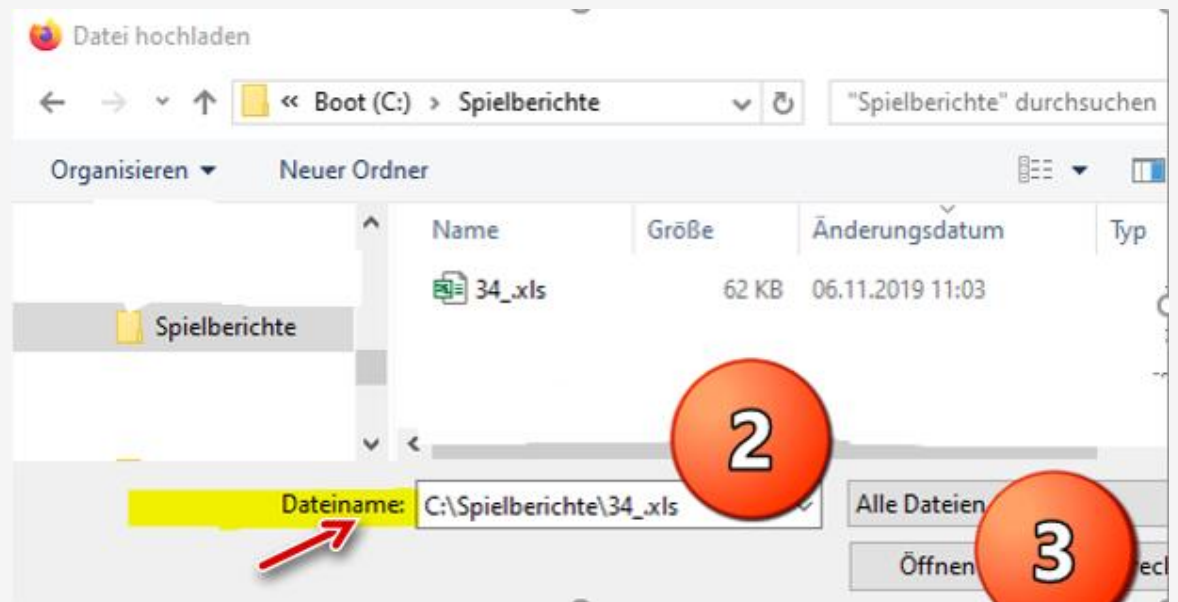 Datei hochladen
« Boot (C:) › Spielberichte "Spielberichte" durchsuchen
Organisieren Neuer Ordner
Name Größe Änderungsdatum Typ
34_.xls 62 KB 06.11.2019 11:03
Spielberichte
2
Dateiname: C:\Spielberichte\34_.xls Alle Dateien
Öffnen 3